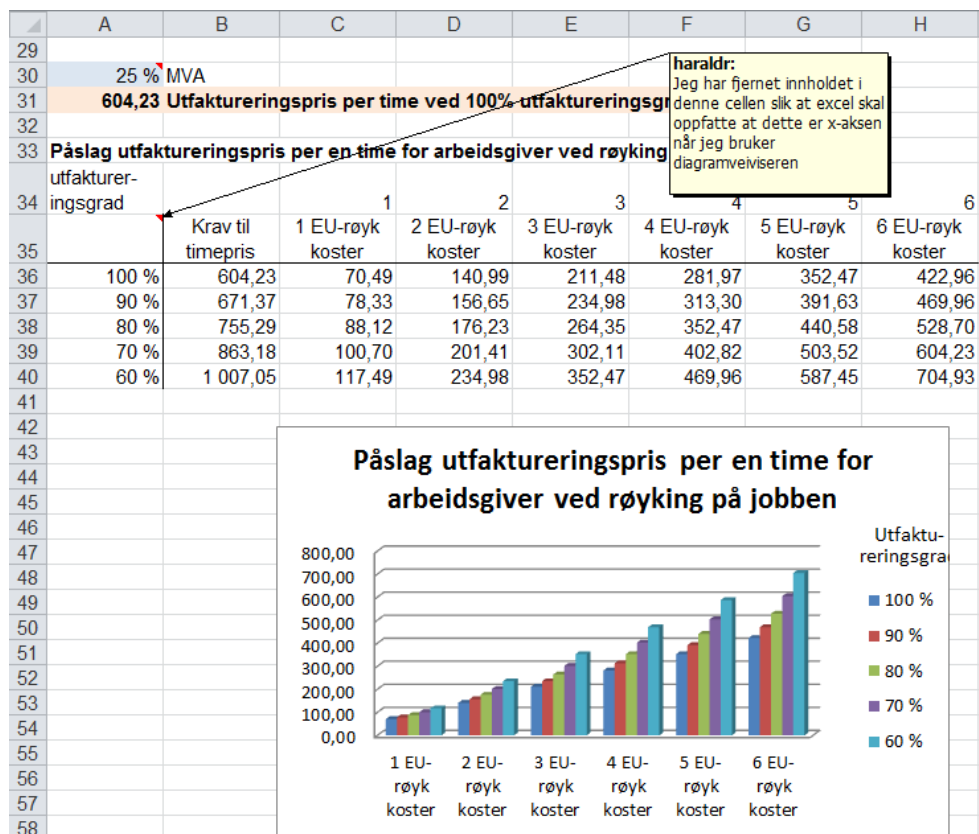 A B C D E F G H
29
30 25 % MVA
31 604,23 Utfaktureringspris per time ved 100% utfaktureringsgr
haraldr:
Jeg har fjernet innholdet i
denne cellen slik at excel skal
oppfatte at dette er x-aksen
når jeg bruker
diagramveiviseren
32
33 Påslag utfaktureringspris per en time for arbeidsgiver ved røyking
utfakturer-
34 ingsgrad 1 2 3 4 5 6
Krav til 1 EU-røyk 2 EU-røyk 3 EU-røyk 4 EU-røyk 5 EU-røyk 6 EU-røyk
35 timepris koster koster koster koster koster koster
36 100 % 604,23 70,49 140,99 211,48 281,97 352,47 422,96
37 90 % 671,37 78,33 156,65 234,98 313,30 391,63 469,96
38 80 % 755,29 88,12 176,23 264,35 352,47 440,58 528,70
39 70 % 863,18 100,70 201,41 302,11 402,82 503,52 604,23
40 60 % 1 007,05 117,49 234,98 352,47 469,96 587,45 704,93
41
42
43
44
45
46
47
48
49
50
51
52
53
54
55
56
57
58
Påslag utfaktureringspris per en time for
arbeidsgiver ved røyking på jobben
800,00
700,00
600,00
500,00
400,00
300,00
200,00
100,00
0,00
1 EU- 2 EU- 3 EU- 4 EU- 5 EU- 6 EU-
røyk røyk røyk røyk røyk røyk
koster koster koster koster koster koster
Utfaktu-
reringsgra
100 %
90 %
80 %
70 %
60 %